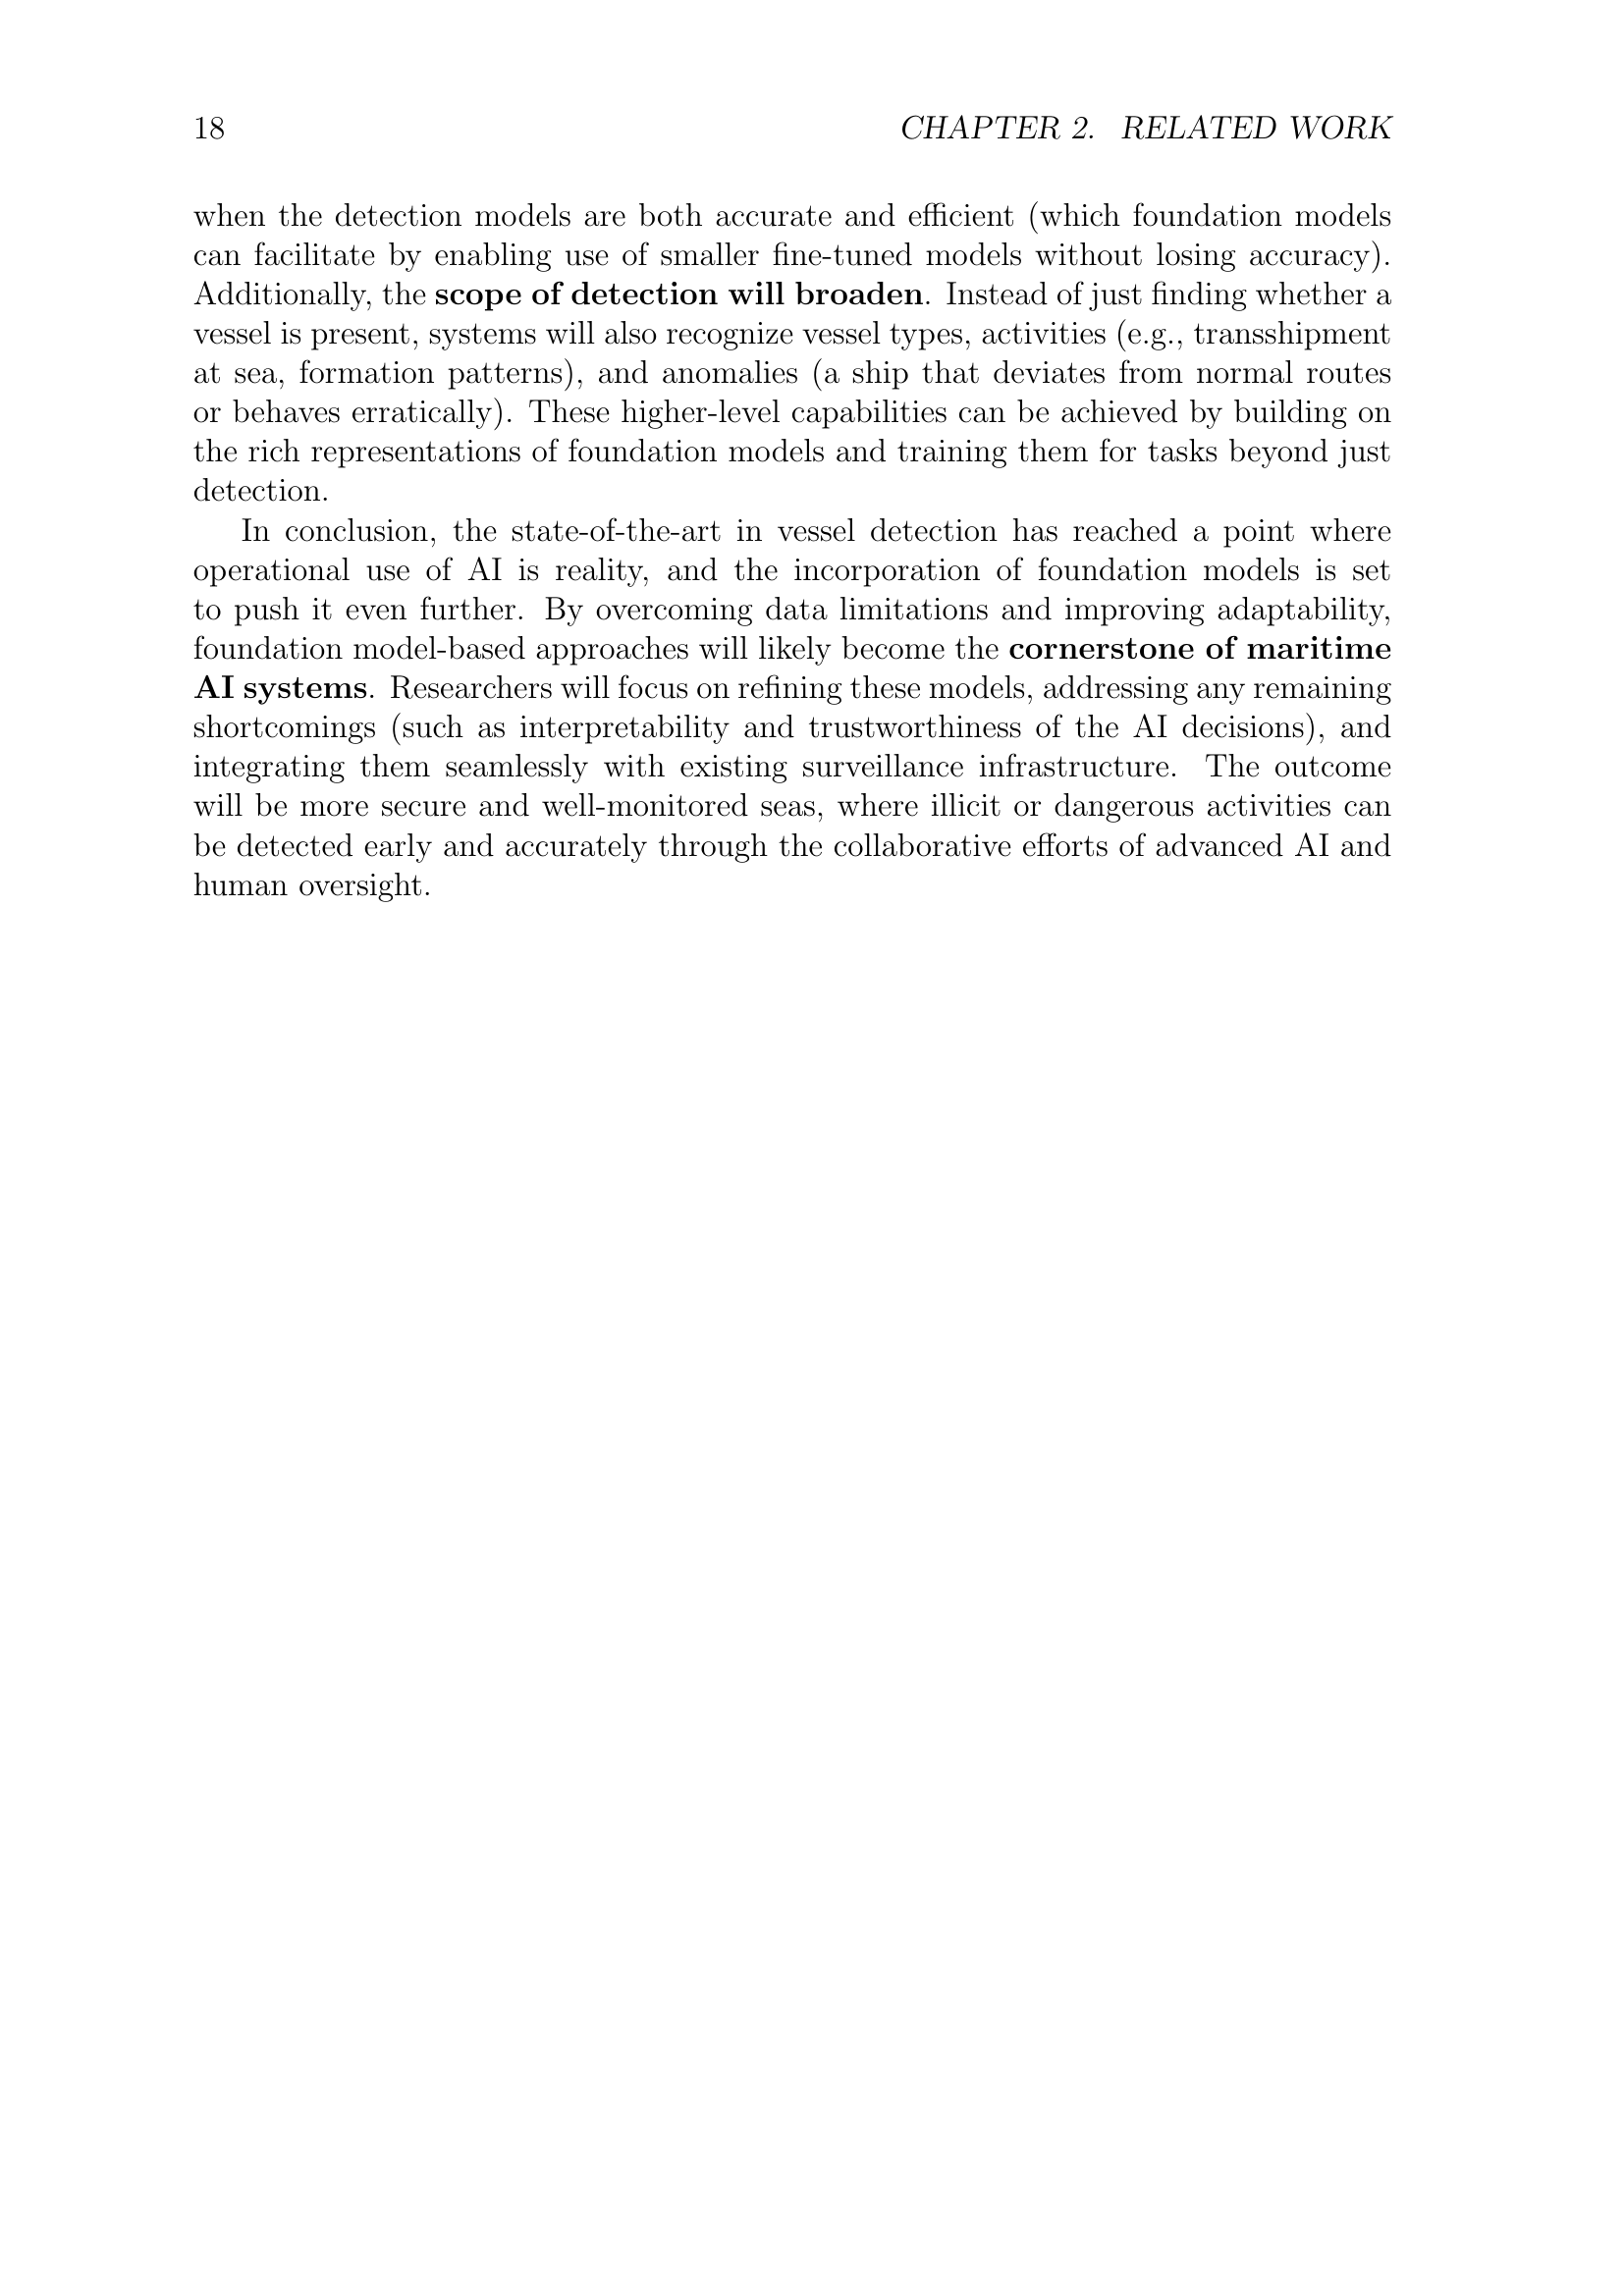 18 CHAPTER 2. RELATED WORK
when the detection models are both accurate and efficient (which foundation models
can facilitate by enabling use of smaller fine-tuned models without losing accuracy).
Additionally, the scope of detection will broaden. Instead of just finding whether a
vessel is present, systems will also recognize vessel types, activities (e.g., transshipment
at sea, formation patterns), and anomalies (a ship that deviates from normal routes
or behaves erratically). These higher-level capabilities can be achieved by building on
the rich representations of foundation models and training them for tasks beyond just
detection.
In conclusion, the state-of-the-art in vessel detection has reached a point where
operational use of AI is reality, and the incorporation of foundation models is set
to push it even further. By overcoming data limitations and improving adaptability,
foundation model-based approaches will likely become the cornerstone of maritime
AI systems. Researchers will focus on refining these models, addressing any remaining
shortcomings (such as interpretability and trustworthiness of the AI decisions), and
integrating them seamlessly with existing surveillance infrastructure. The outcome
will be more secure and well-monitored seas, where illicit or dangerous activities can
be detected early and accurately through the collaborative efforts of advanced AI and
human oversight.